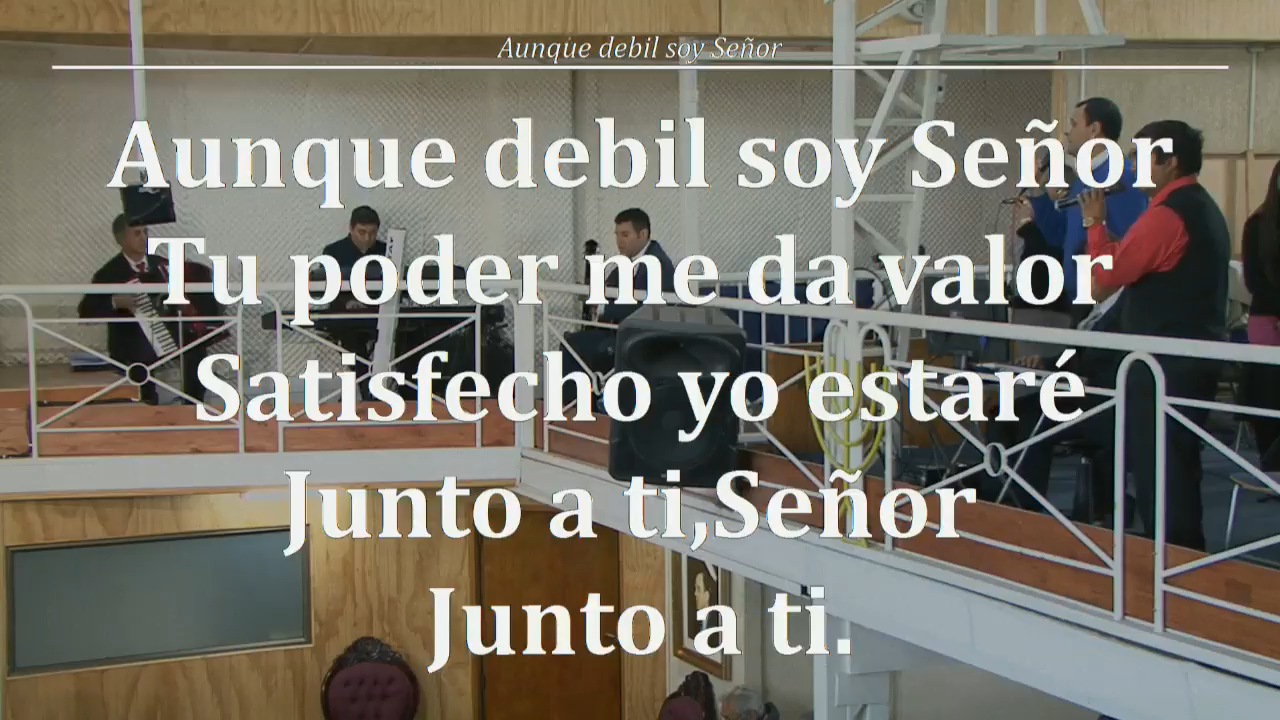 Aunque debil soy Señor
Aunque debil soy Señor
Tu poder me da valor
Satisfecho yo estaré
Junto a ti,Señor
Junto a ti.